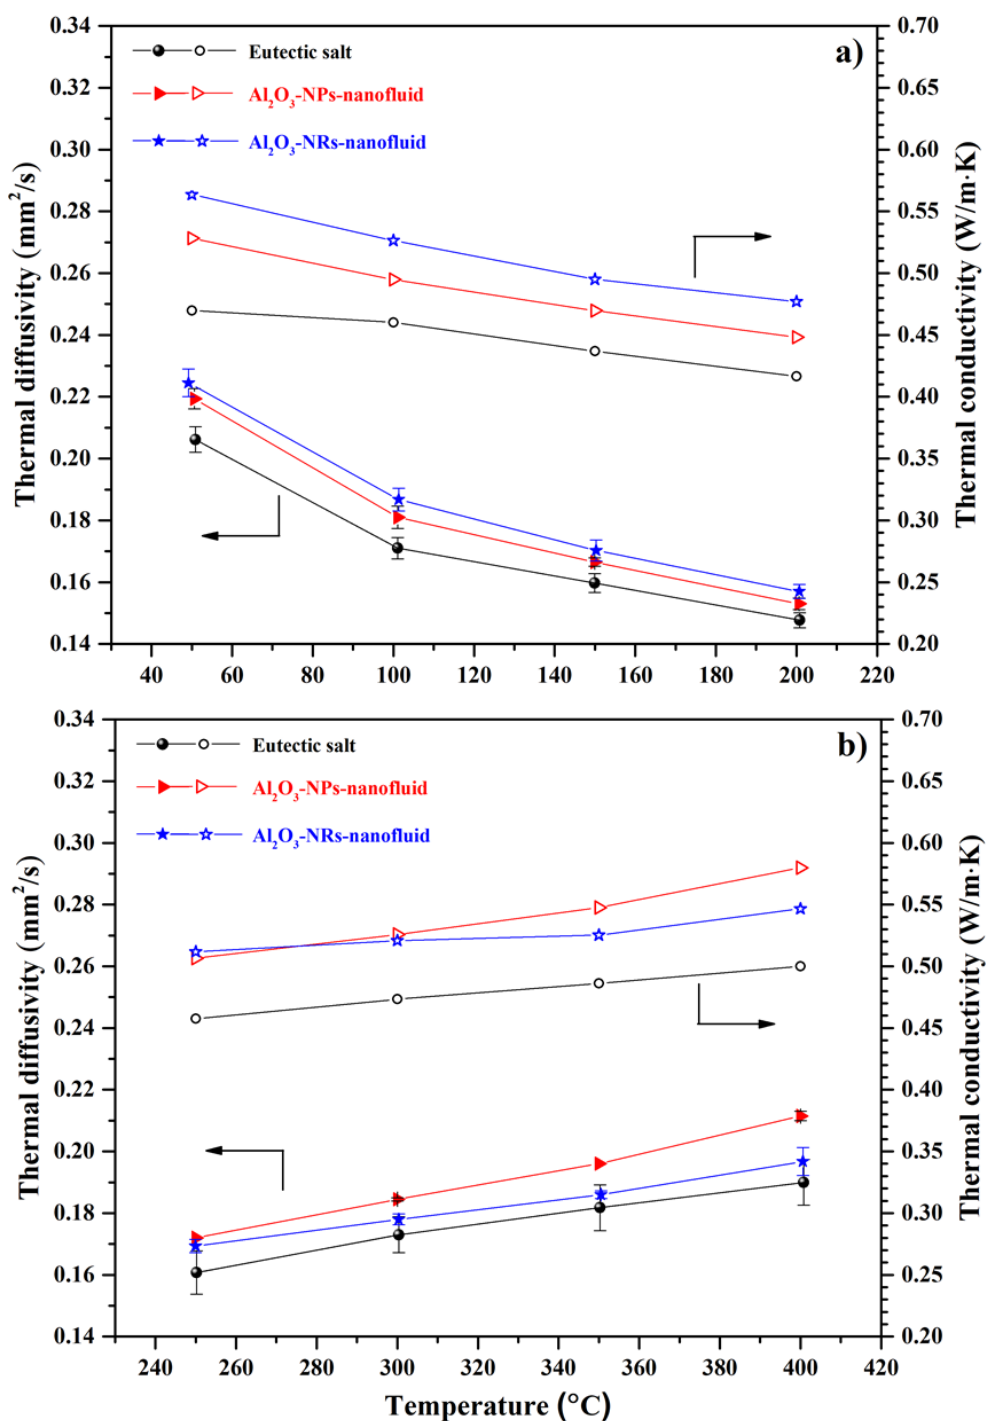 a)
Eutectic salt
Al₂O₃-NPs-nanofluid
Al₂O₃-NRs-nanofluid
Thermal diffusivity (mm²/s)
0.34
0.32
0.30
0.28
0.26
0.24
0.22
0.20
0.18
0.16
0.14
Thermal conductivity (W/m·K)
0.70
0.65
0.60
0.55
0.50
0.45
0.40
0.35
0.30
0.25
0.20
40 60 80 100 120 140 160 180 200 220
b)
Eutectic salt
Al₂O₃-NPs-nanofluid
Al₂O₃-NRs-nanofluid
Thermal diffusivity (mm²/s)
0.34
0.32
0.30
0.28
0.26
0.24
0.22
0.20
0.18
0.16
0.14
Thermal conductivity (W/m·K)
0.70
0.65
0.60
0.55
0.50
0.45
0.40
0.35
0.30
0.25
0.20
240 260 280 300 320 340 360 380 400 420
Temperature (°C)